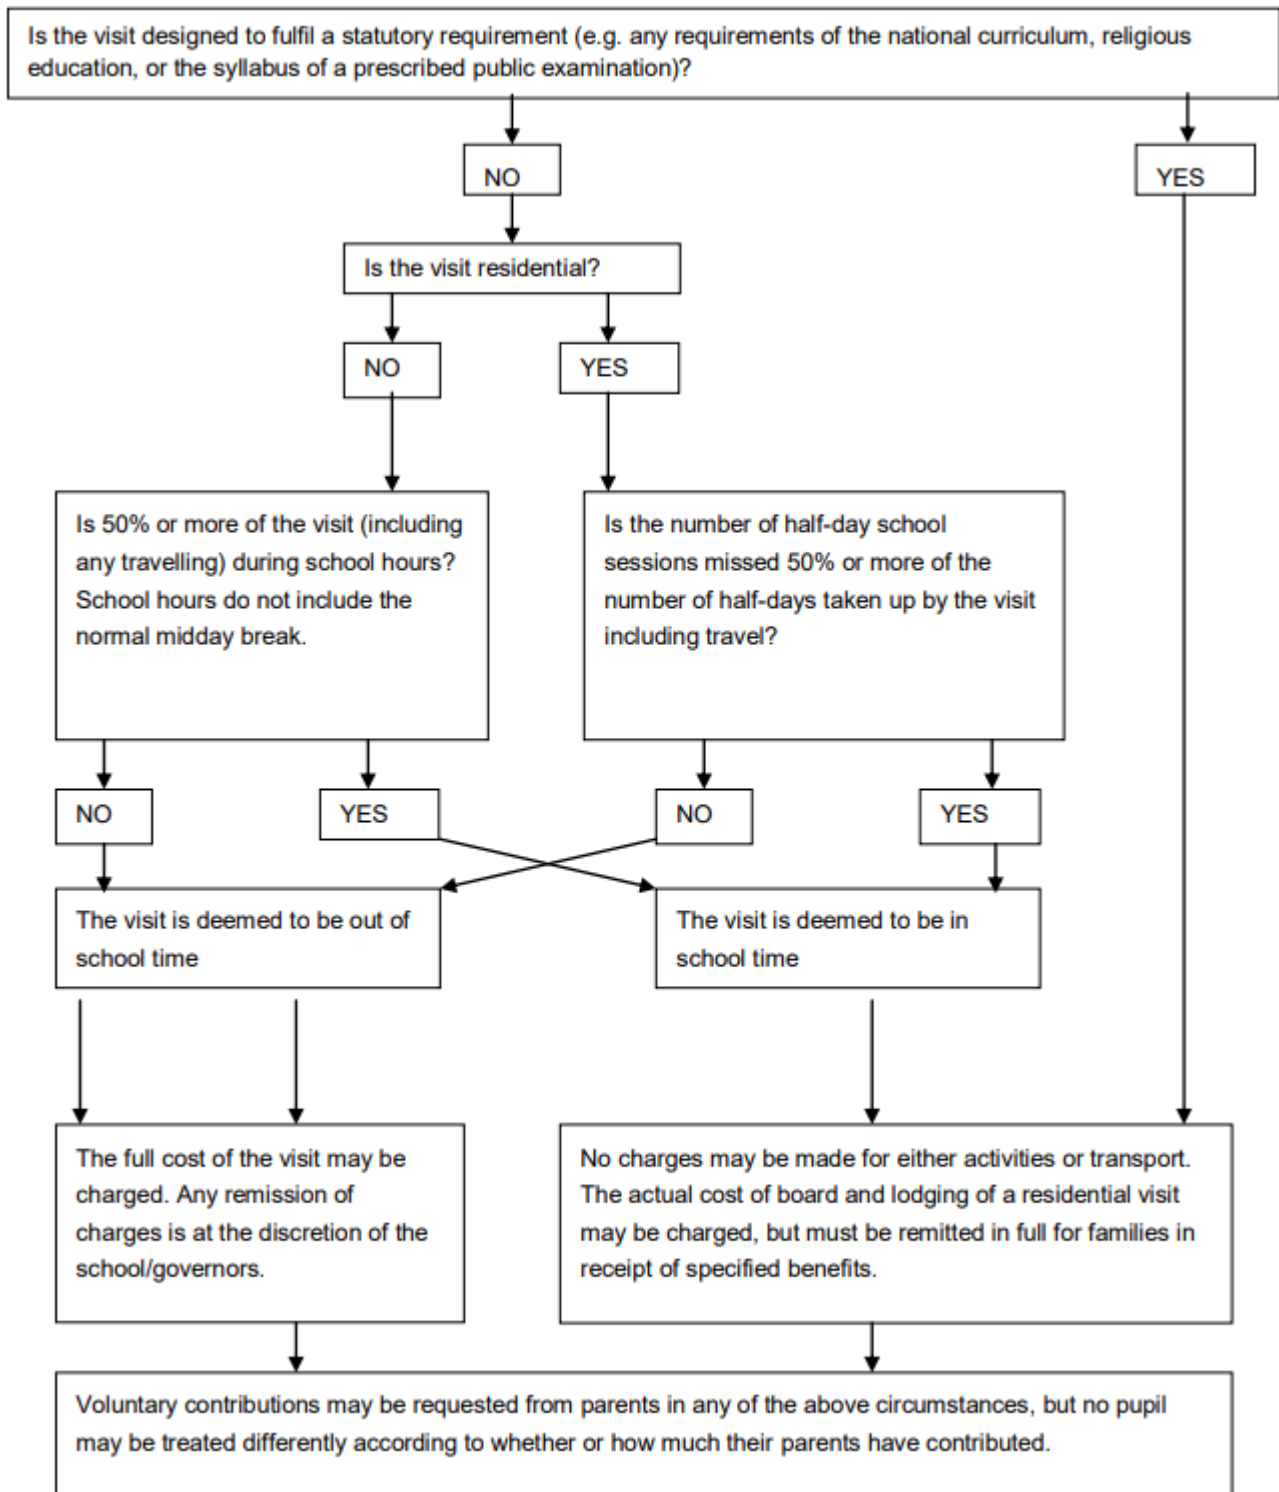 Is the visit designed to fulfil a statutory requirement (e.g. any requirements of the national curriculum, religious
education, or the syllabus of a prescribed public examination)?
NO
YES
Is the visit residential?
NO
YES
Is 50% or more of the visit (including
any travelling) during school hours?
School hours do not include the
normal midday break.
Is the number of half-day school
sessions missed 50% or more of the
number of half-days taken up by the visit
including travel?
NO
YES
NO
YES
The visit is deemed to be out of
school time
The visit is deemed to be in
school time
The full cost of the visit may be
charged. Any remission of
charges is at the discretion of the
school/governors.
No charges may be made for either activities or transport.
The actual cost of board and lodging of a residential visit
may be charged, but must be remitted in full for families in
receipt of specified benefits.
Voluntary contributions may be requested from parents in any of the above circumstances, but no pupil
may be treated differently according to whether or how much their parents have contributed.